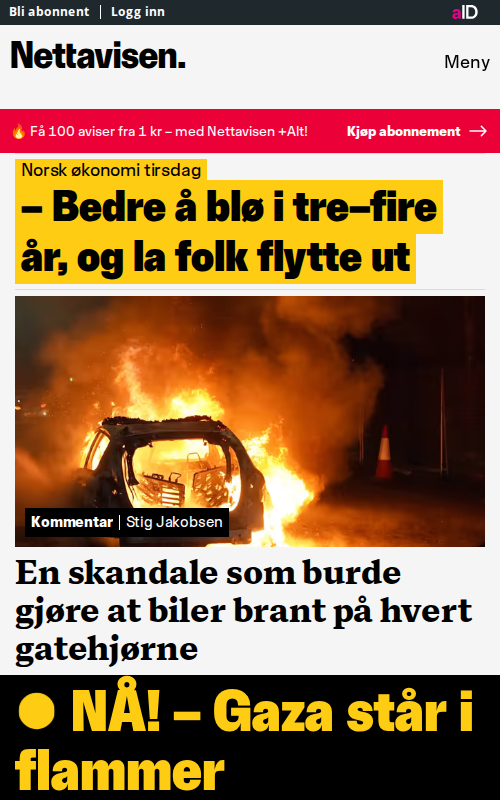 Bli abonnent | Logg inn
aID
Nettavisen.
Meny
🔥 Få 100 aviser fra 1 kr – med Nettavisen +Alt!
Kjøp abonnement →
Norsk økonomi tirsdag
– Bedre å blø i tre–fire
år, og la folk flytte ut
Kommentar | Stig Jakobsen
En skandale som burde
gjøre at biler brant på hvert
gatehjørne
● NÅ! – Gaza står i
flammer